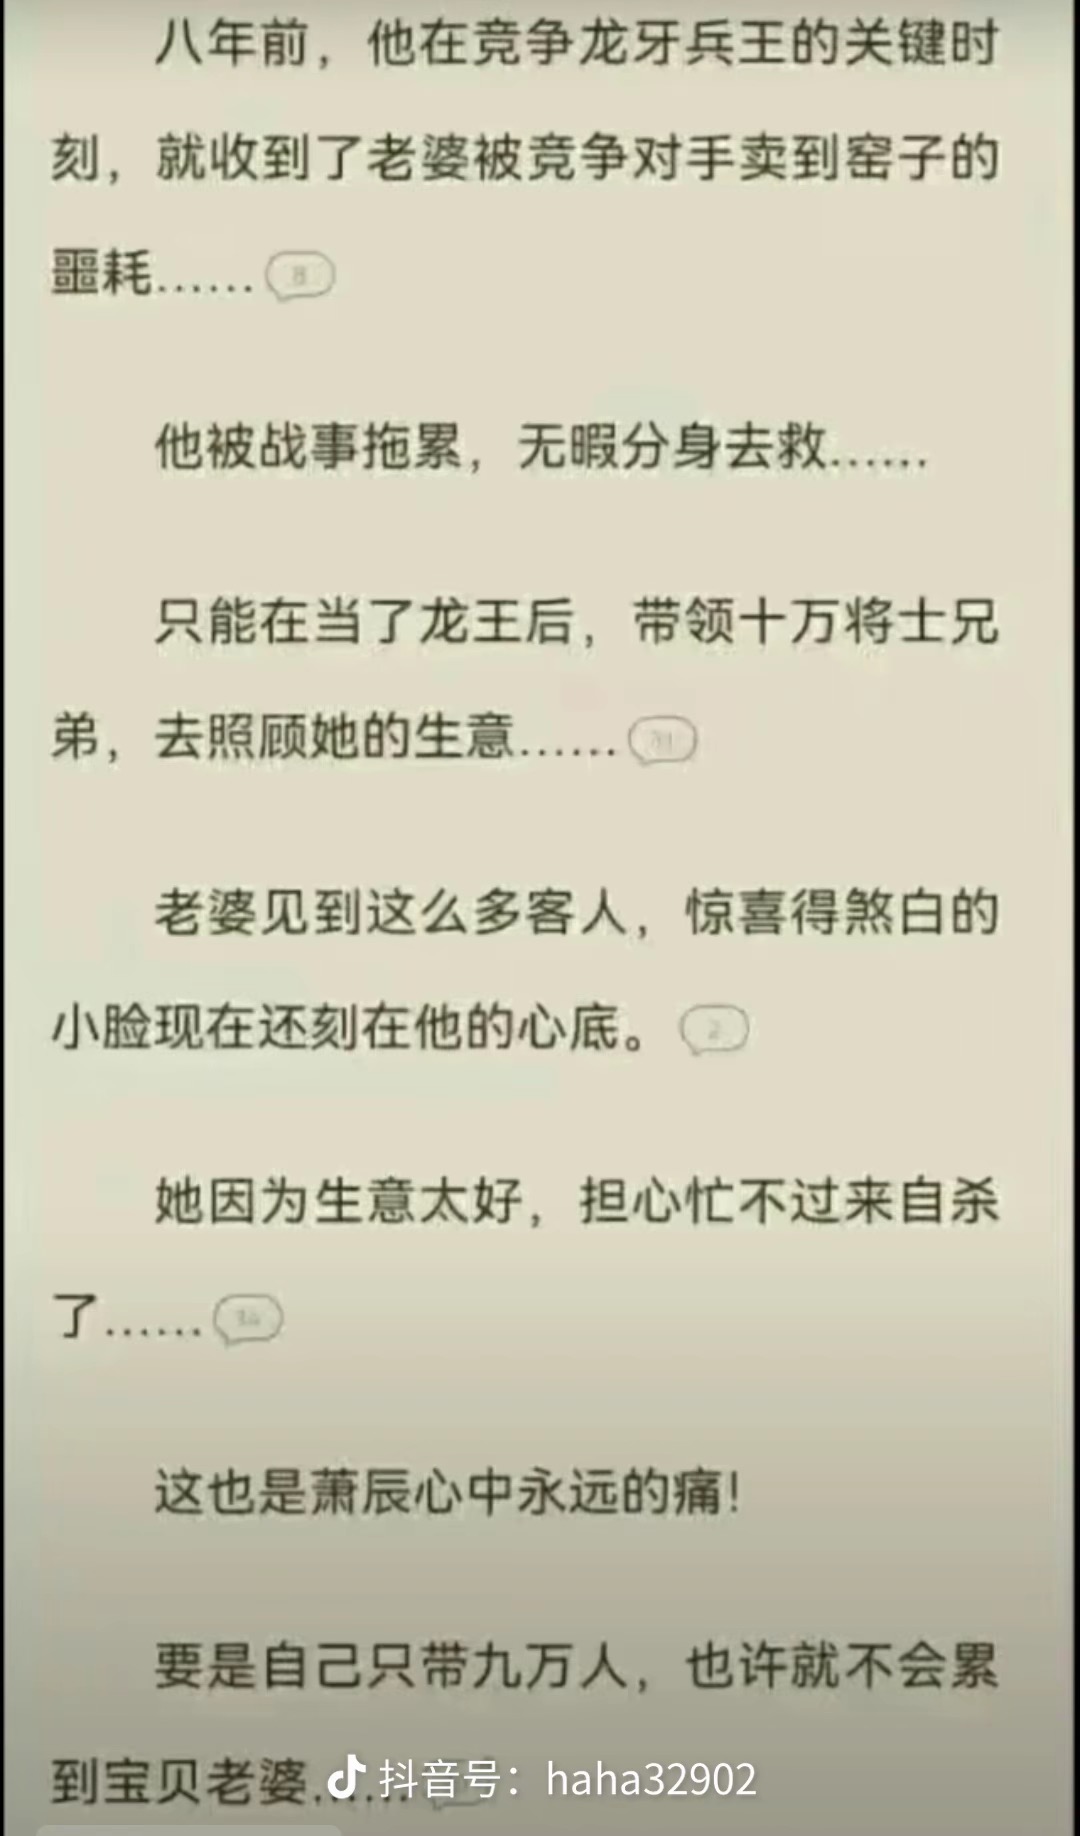 八年前，他在竞争龙牙兵王的关键时
刻，就收到了老婆被竞争对手卖到窑子的
噩耗…… 8
他被战事拖累，无暇分身去救……
只能在当了龙王后，带领十万将士兄
弟，去照顾她的生意……
老婆见到这么多客人，惊喜得煞白的
小脸现在还刻在他的心底。 2
她因为生意太好，担心忙不过来自杀
了……
这也是萧辰心中永远的痛！
要是自己只带九万人，也许就不会累
到宝贝老婆……
抖音号：haha32902